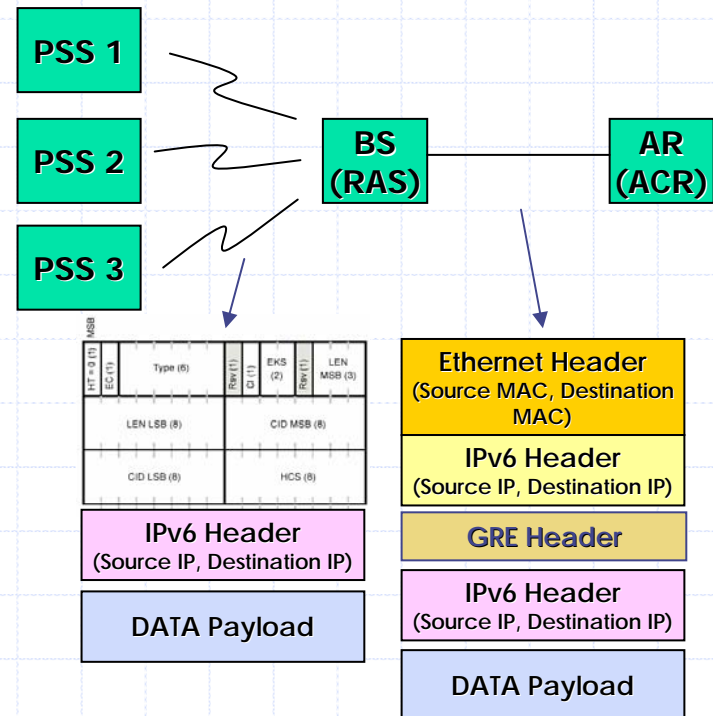 PSS 1
PSS 2
PSS 3
BS
(RAS)
AR
(ACR)
MSB
HT = 0 (1)
EC (1)
Type (6)
Rsv (1)
CI (1)
EKS
(2)
Rsv (1)
LEN
MSB (3)
LEN LSB (8)
CID MSB (8)
CID LSB (8)
HCS (8)
IPv6 Header
(Source IP, Destination IP)
DATA Payload
Ethernet Header
(Source MAC, Destination
MAC)
IPv6 Header
(Source IP, Destination IP)
GRE Header
IPv6 Header
(Source IP, Destination IP)
DATA Payload